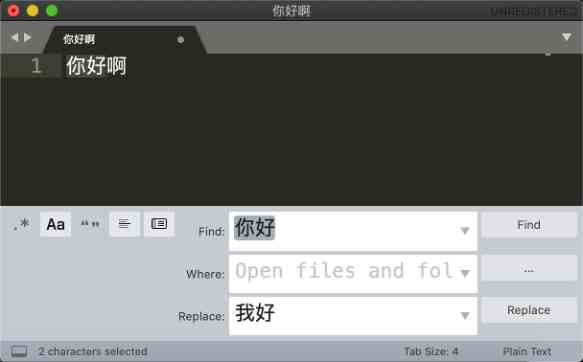 你好啊
UNREGISTERED
你好啊
1 你好啊
.* Aa “” Find: 你好 Find
Where: Open files and fol ...
Replace: 我好 Replace
2 characters selected Tab Size: 4 Plain Text